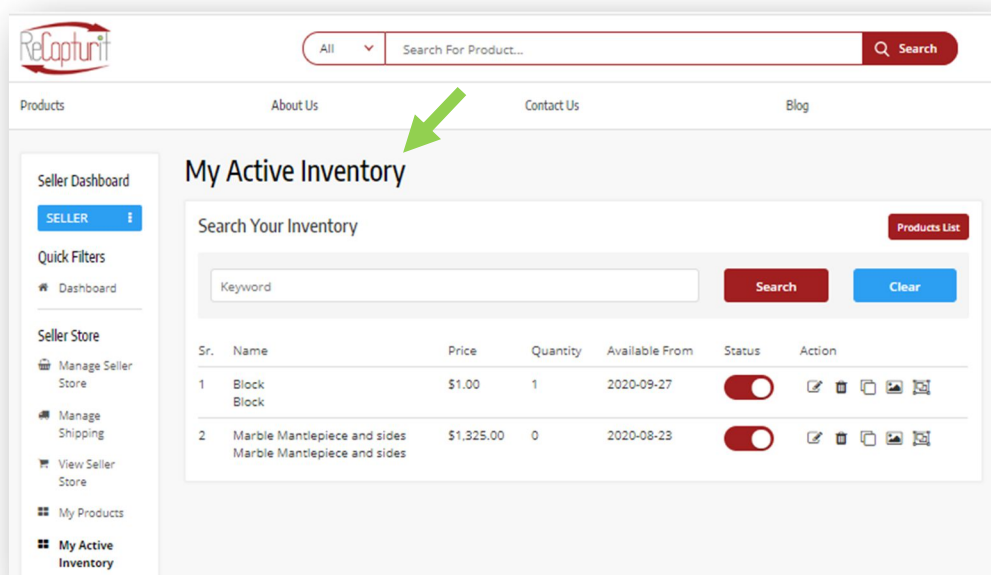 ReCapturit
All
Search For Product...
Search
Products
About Us
Contact Us
Blog
Seller Dashboard
SELLER
Quick Filters
Dashboard
Seller Store
Manage Seller
Store
Manage
Shipping
View Seller
Store
My Products
My Active
Inventory
My Active Inventory
Search Your Inventory
Products List
Keyword
Search
Clear
Sr. Name Price Quantity Available From Status Action
1 Block $1.00 1 2020-09-27
Block
2 Marble Mantlepiece and sides $1,325.00 0 2020-08-23
Marble Mantlepiece and sides